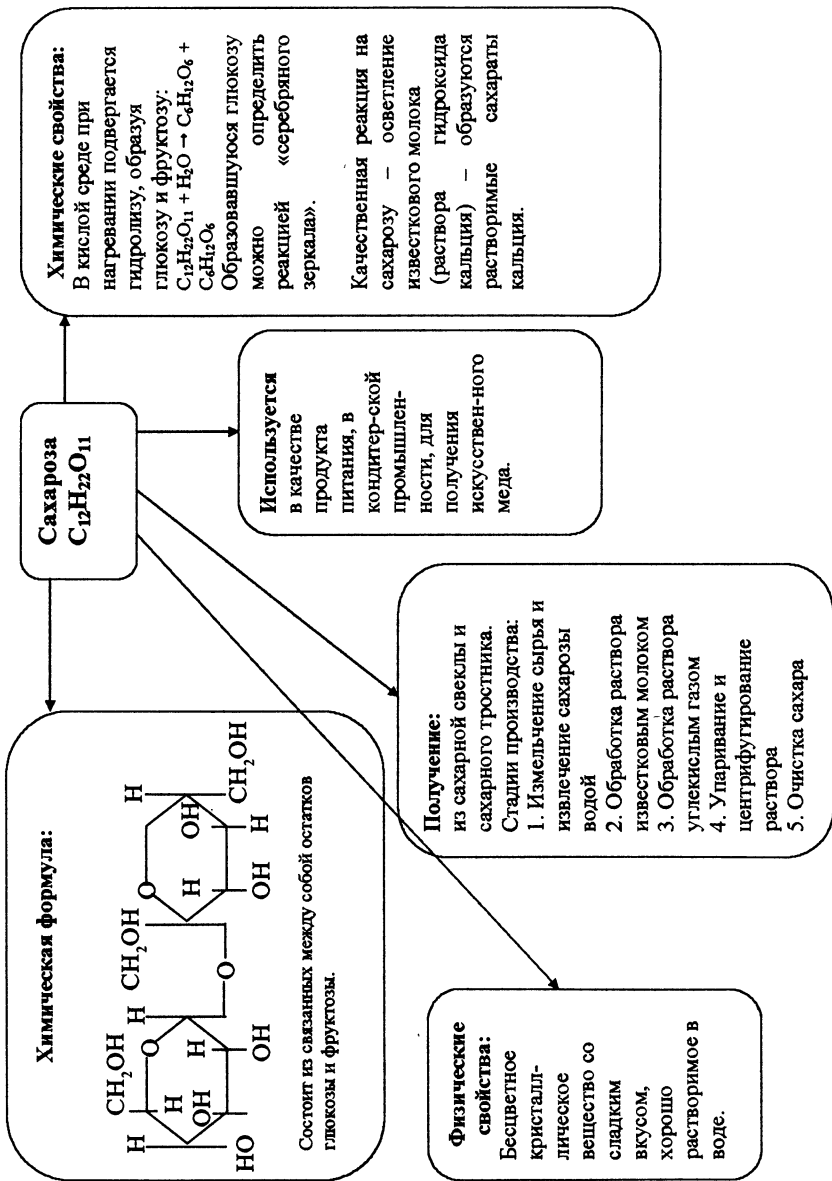 Сахароза
C₁₂H₂₂O₁₁
Химическая формула:
CH₂OH
H
O
H
H
OH
H
HO
OH
O
CH₂OH
O
H
OH
H
OH
H
CH₂OH
Состоит из связанных между собой остатков
глюкозы и фруктозы.
Физические
свойства:
Бесцветное
кристалл-
лическое
вещество со
сладким
вкусом,
хорошо
растворимое в
воде.
Получение:
из сахарной свеклы и
сахарного тростника.
Стадии производства:
1. Измельчение сырья и
извлечение сахарозы
водой
2. Обработка раствора
известковым молоком
3. Обработка раствора
углекислым газом
4. Упаривание и
центрифугирование
раствора
5. Очистка сахара
Используется
в качестве
продукта
питания, в
кондитер-ской
промышлен-
ности, для
получения
искусствен-ного
меда.
Химические свойства:
В кислой среде при
нагревании подвергается
гидролизу, образуя
глюкозу и фруктозу:
C₁₂H₂₂O₁₁ + H₂O → C₆H₁₂O₆ +
C₆H₁₂O₆
Образовавшуюся глюкозу
можно определить
реакцией «серебряного
зеркала».
Качественная реакция на
сахарозу – осветление
известкового молока
(раствора гидроксида
кальция) – образуются
растворимые сахараты
кальция.